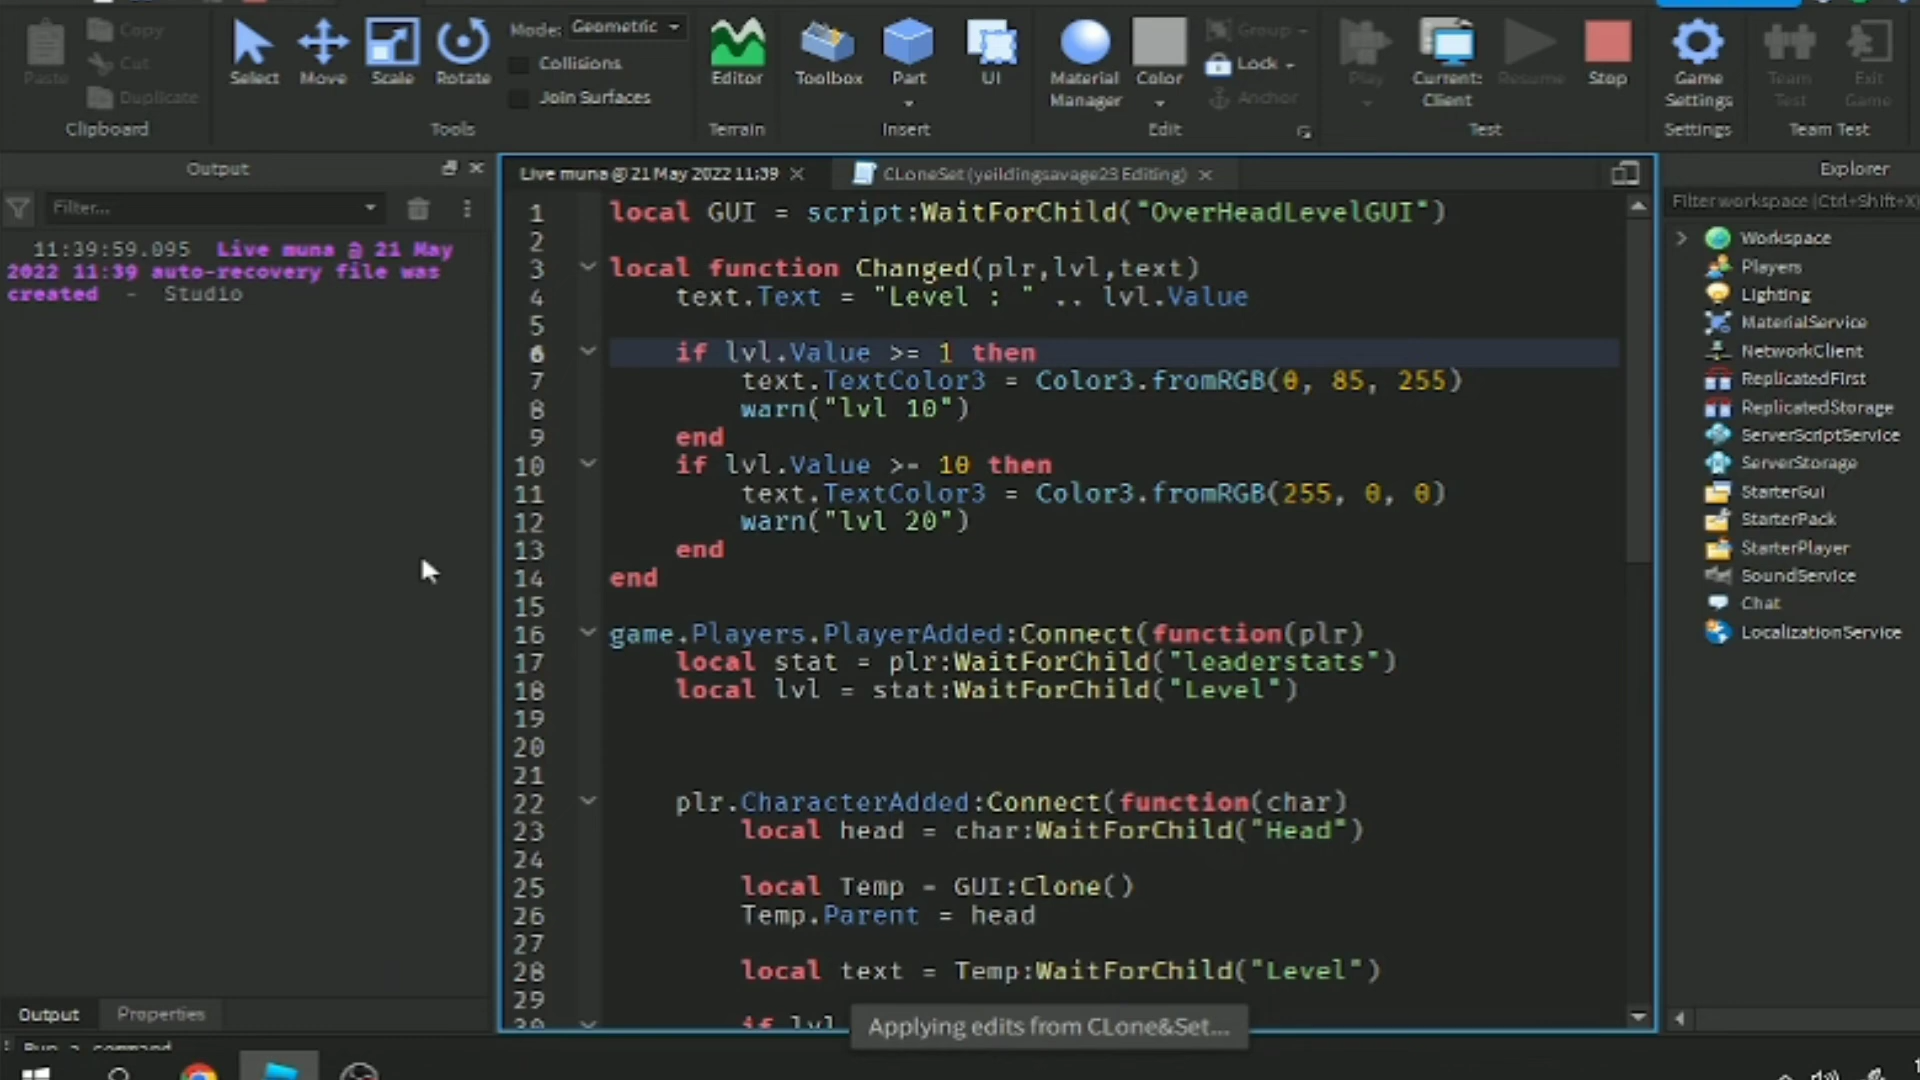 Paste
Copy
Cut
Duplicate
Clipboard
Select
Move
Scale
Rotate
Mode: Geometric
Collisions
Join Surfaces
Tools
Editor
Terrain
Toolbox
Part
UI
Insert
Material Manager
Color
Group
Lock
Anchor
Edit
Play
Current: Client
Resume
Stop
Test
Game Settings
Settings
Team Test
Exit Game
Team Test
Output
Filter...
11:39:59.095 Live muna @ 21 May
2022 11:39 auto-recovery file was
created - Studio
Live muna @ 21 May 2022 11:39
CLoneSet (yeildingsavage23 Editing)
1 local GUI = script:WaitForChild("OverHeadLevelGUI")
2
3 local function Changed(plr,lvl,text)
4 text.Text = "Level : " .. lvl.Value
5
6 if lvl.Value >= 1 then
7 text.TextColor3 = Color3.fromRGB(0, 85, 255)
8 warn("lvl 10")
9 end
10 if lvl.Value >= 10 then
11 text.TextColor3 = Color3.fromRGB(255, 0, 0)
12 warn("lvl 20")
13 end
14 end
15
16 game.Players.PlayerAdded:Connect(function(plr)
17 local stat = plr:WaitForChild("leaderstats")
18 local lvl = stat:WaitForChild("Level")
19
20
21
22 plr.CharacterAdded:Connect(function(char)
23 local head = char:WaitForChild("Head")
24
25 local Temp = GUI:Clone()
26 Temp.Parent = head
27
28 local text = Temp:WaitForChild("Level")
29
30 if lvl
Applying edits from CLone&Set...
Explorer
Filter workspace (Ctrl+Shift+X)
Workspace
Players
Lighting
MaterialService
NetworkClient
ReplicatedFirst
ReplicatedStorage
ServerScriptService
ServerStorage
StarterGui
StarterPack
StarterPlayer
SoundService
Chat
LocalizationService
Output
Properties
Run a command